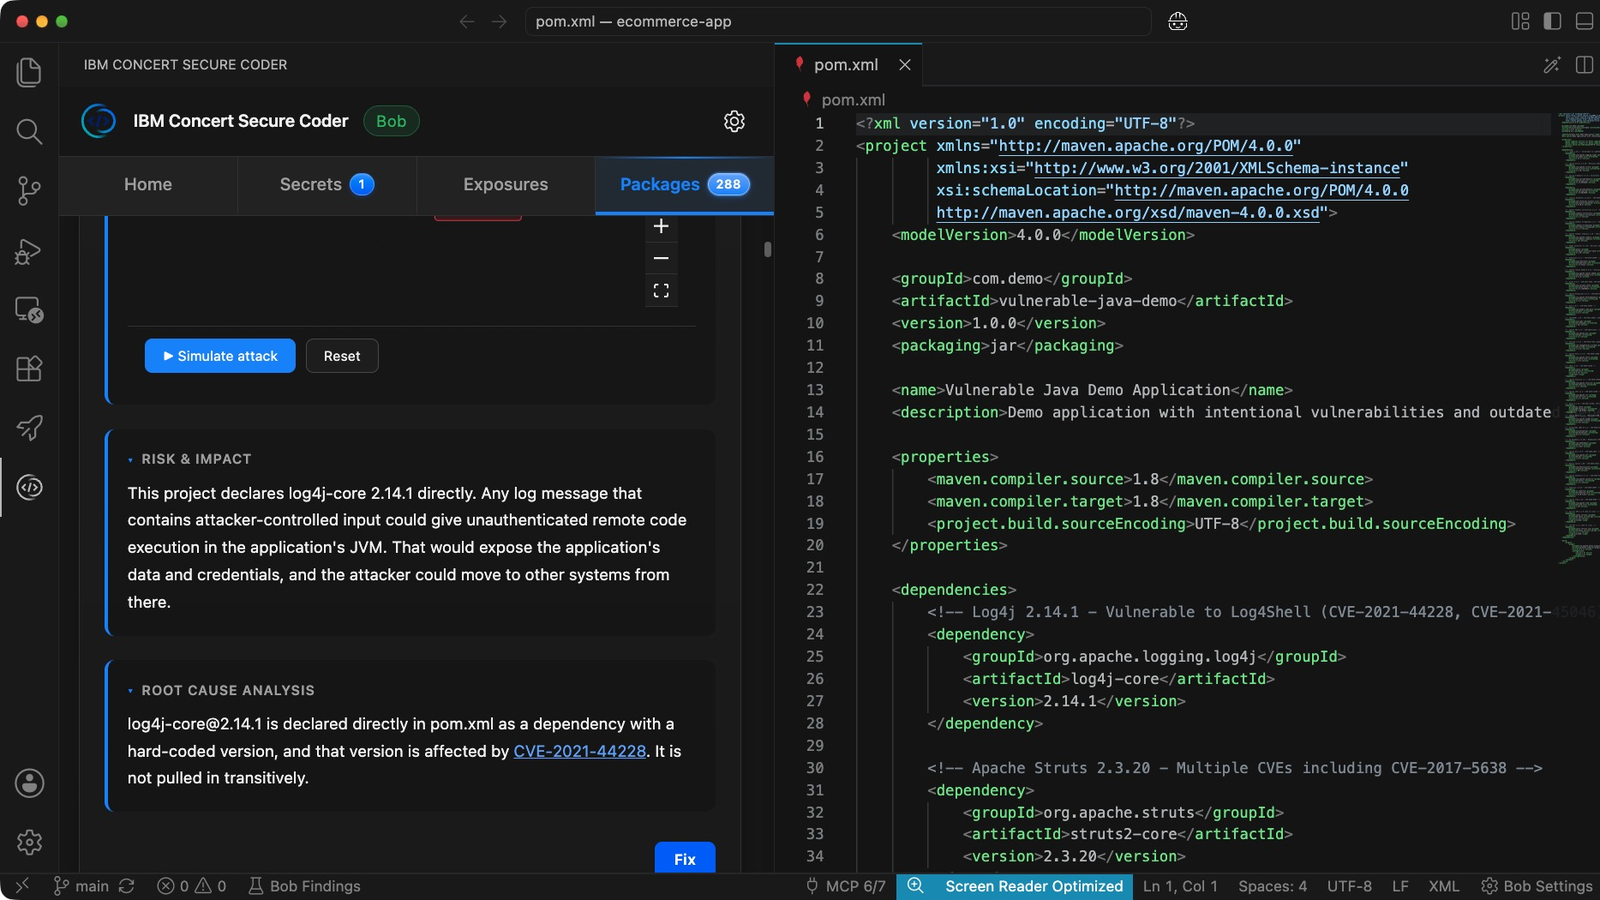 pom.xml — ecommerce-app
IBM CONCERT SECURE CODER
IBM Concert Secure Coder Bob
Home
Secrets 1
Exposures
Packages 288
Simulate attack
Reset
RISK & IMPACT
This project declares log4j-core 2.14.1 directly. Any log message that
contains attacker-controlled input could give unauthenticated remote code
execution in the application's JVM. That would expose the application's
data and credentials, and the attacker could move to other systems from
there.
ROOT CAUSE ANALYSIS
log4j-core@2.14.1 is declared directly in pom.xml as a dependency with a
hard-coded version, and that version is affected by CVE-2021-44228. It is
not pulled in transitively.
Fix
pom.xml
pom.xml
1 <?xml version="1.0" encoding="UTF-8"?>
2 <project xmlns="http://maven.apache.org/POM/4.0.0"
3 xmlns:xsi="http://www.w3.org/2001/XMLSchema-instance"
4 xsi:schemaLocation="http://maven.apache.org/POM/4.0.0
5 http://maven.apache.org/xsd/maven-4.0.0.xsd">
6 <modelVersion>4.0.0</modelVersion>
7
8 <groupId>com.demo</groupId>
9 <artifactId>vulnerable-java-demo</artifactId>
10 <version>1.0.0</version>
11 <packaging>jar</packaging>
12
13 <name>Vulnerable Java Demo Application</name>
14 <description>Demo application with intentional vulnerabilities and outdated
15
16 <properties>
17 <maven.compiler.source>1.8</maven.compiler.source>
18 <maven.compiler.target>1.8</maven.compiler.target>
19 <project.build.sourceEncoding>UTF-8</project.build.sourceEncoding>
20 </properties>
21
22 <dependencies>
23 <!-- Log4j 2.14.1 - Vulnerable to Log4Shell (CVE-2021-44228, CVE-2021-45046
24 <dependency>
25 <groupId>org.apache.logging.log4j</groupId>
26 <artifactId>log4j-core</artifactId>
27 <version>2.14.1</version>
28 </dependency>
29
30 <!-- Apache Struts 2.3.20 - Multiple CVEs including CVE-2017-5638 -->
31 <dependency>
32 <groupId>org.apache.struts</groupId>
33 <artifactId>struts2-core</artifactId>
34 <version>2.3.20</version>
main 0 0 Bob Findings MCP 6/7 Screen Reader Optimized Ln 1, Col 1 Spaces: 4 UTF-8 LF XML Bob Settings